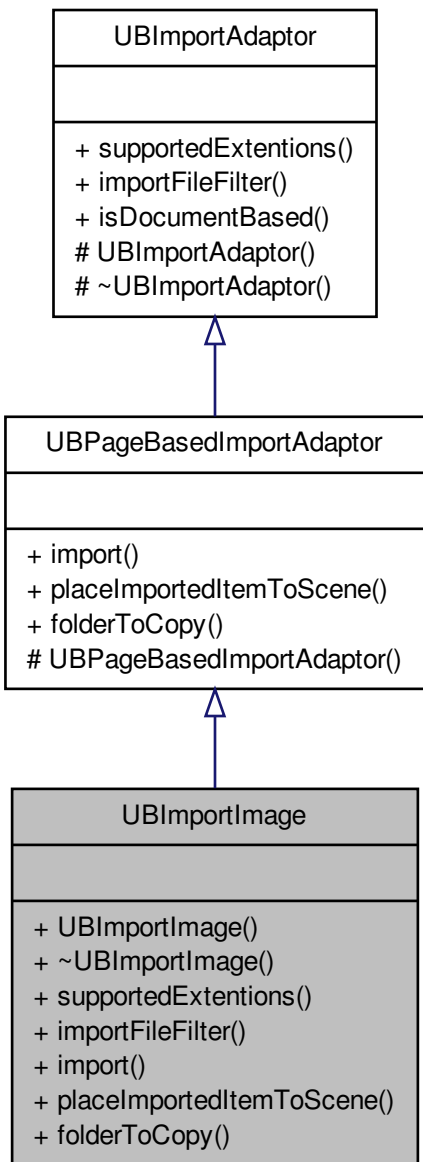 UBImportAdaptor
+ supportedExtentions()
+ importFileFilter()
+ isDocumentBased()
# UBImportAdaptor()
# ~UBImportAdaptor()
UBPageBasedImportAdaptor
+ import()
+ placeImportedItemToScene()
+ folderToCopy()
# UBPageBasedImportAdaptor()
UBImportImage
+ UBImportImage()
+ ~UBImportImage()
+ supportedExtentions()
+ importFileFilter()
+ import()
+ placeImportedItemToScene()
+ folderToCopy()